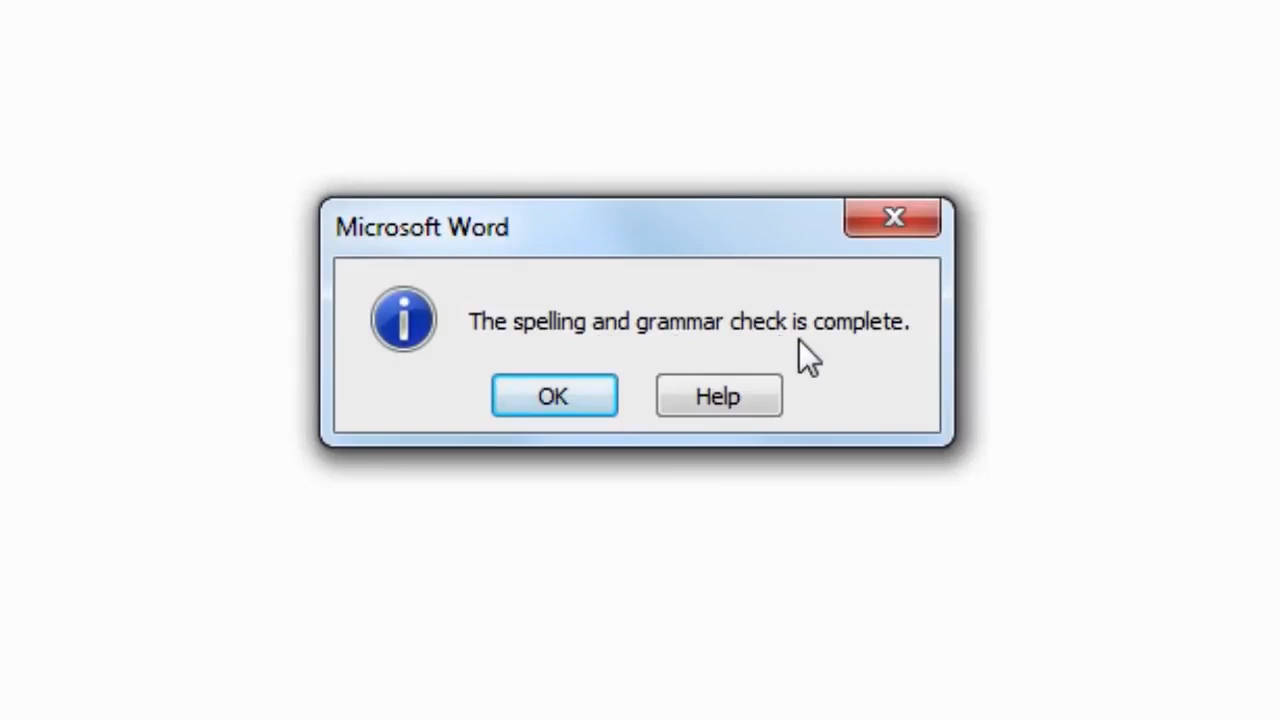 Microsoft Word
The spelling and grammar check is complete.
OK Help